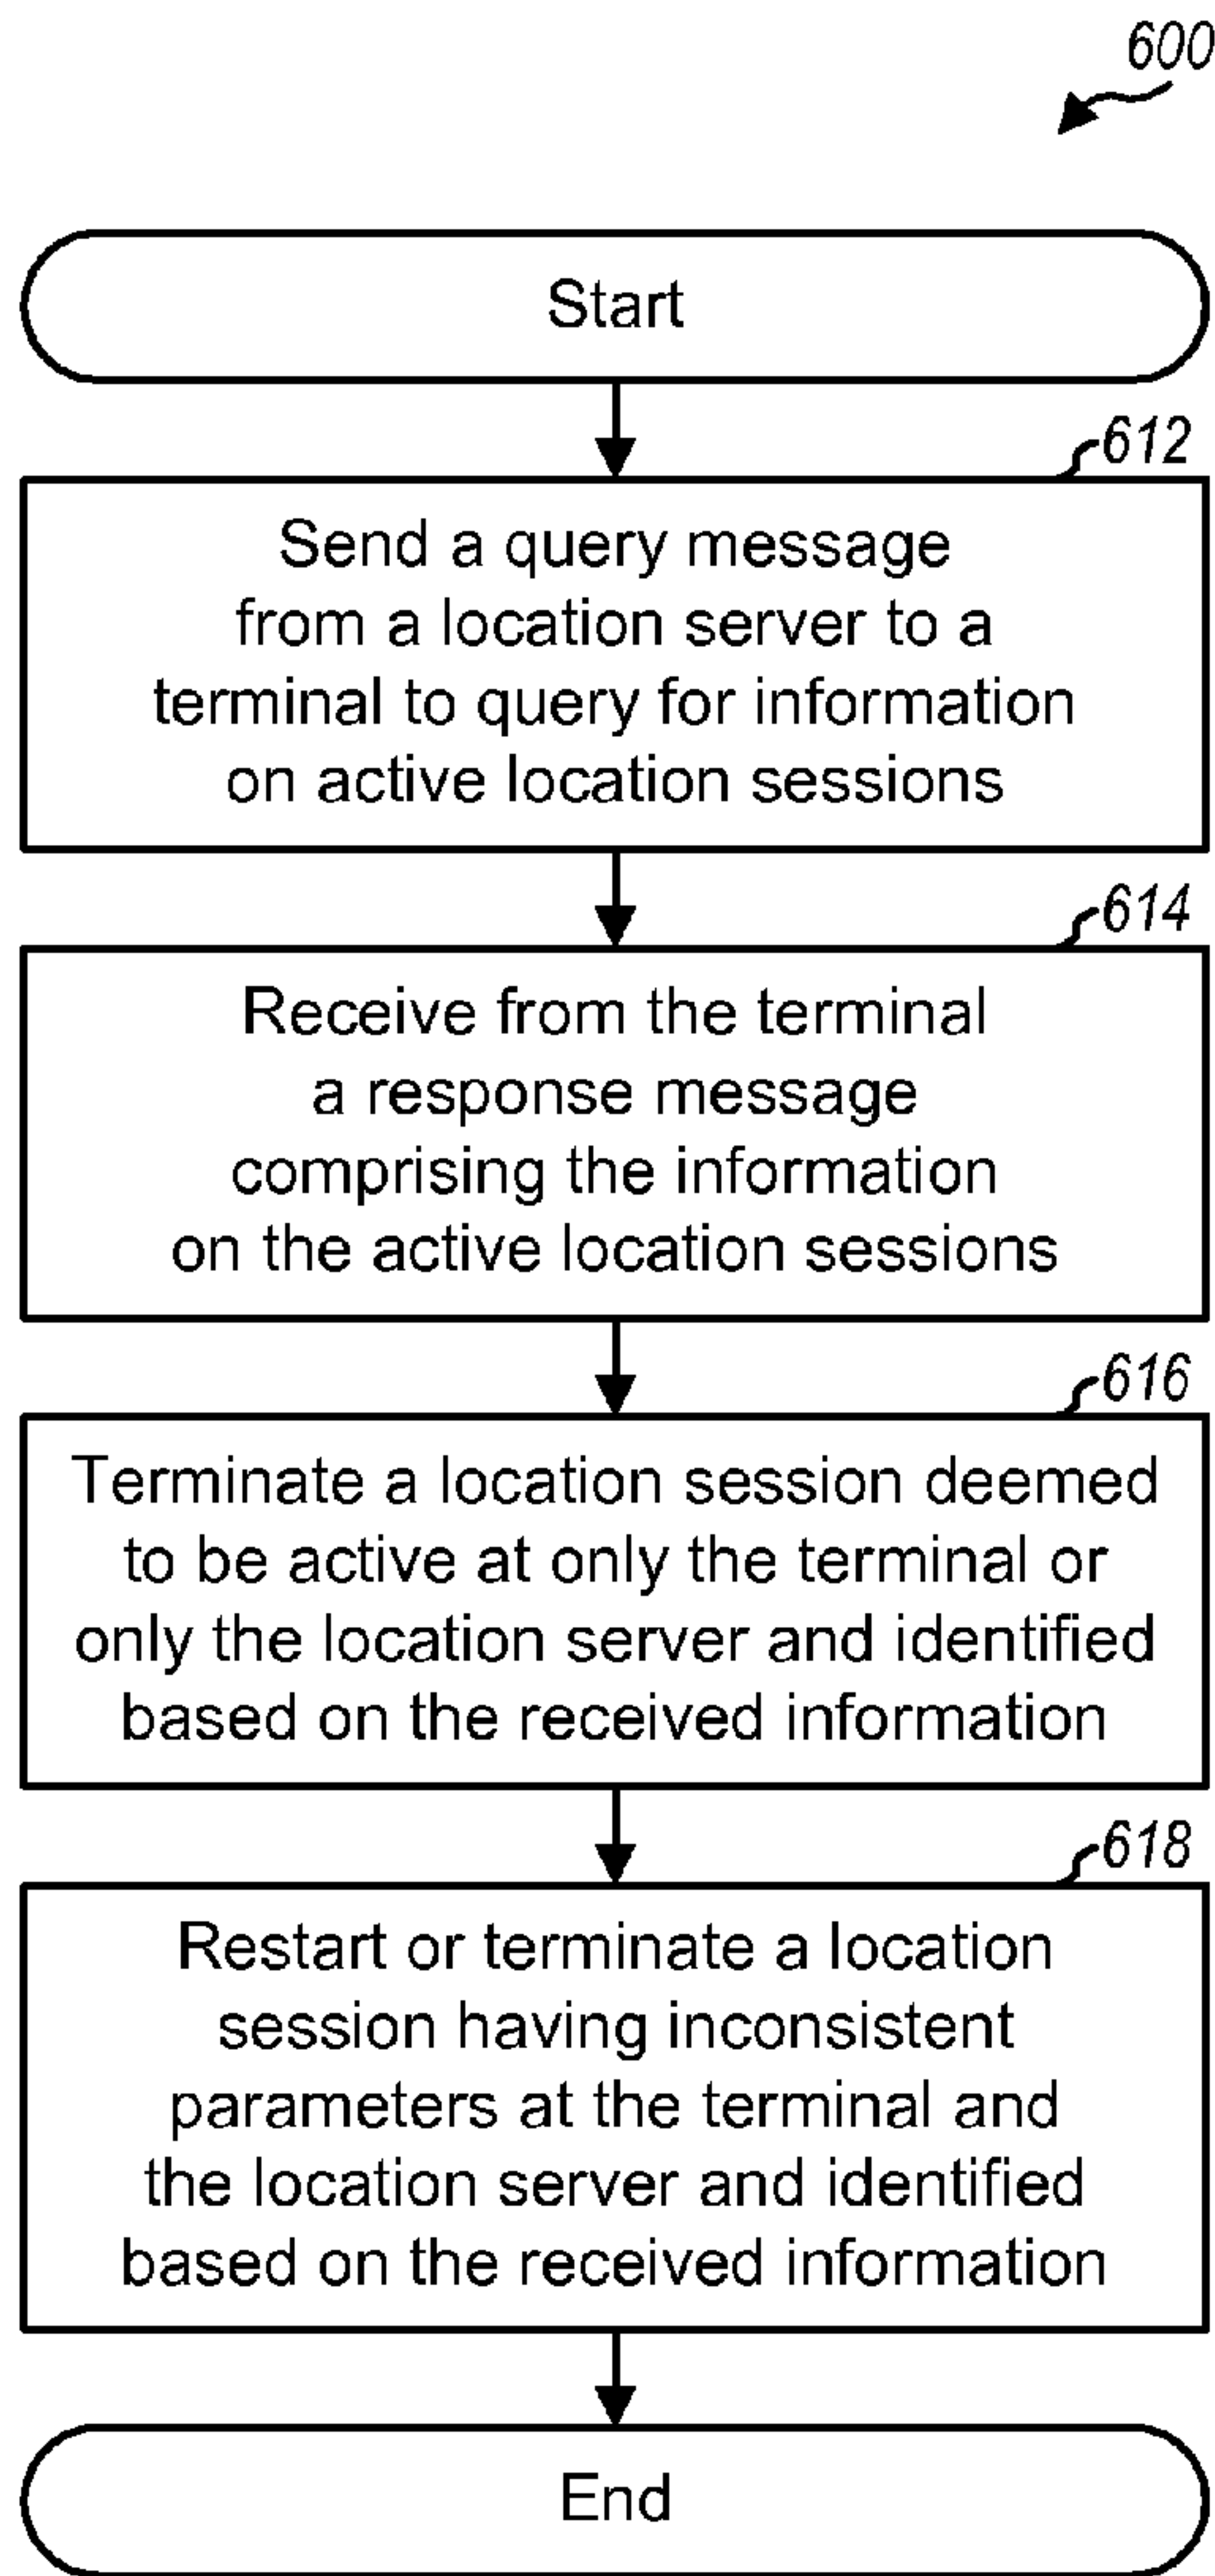 600
Start
612
Send a query message
from a location server to a
terminal to query for information
on active location sessions
614
Receive from the terminal
a response message
comprising the information
on the active location sessions
616
Terminate a location session deemed
to be active at only the terminal or
only the location server and identified
based on the received information
618
Restart or terminate a location
session having inconsistent
parameters at the terminal and
the location server and identified
based on the received information
End